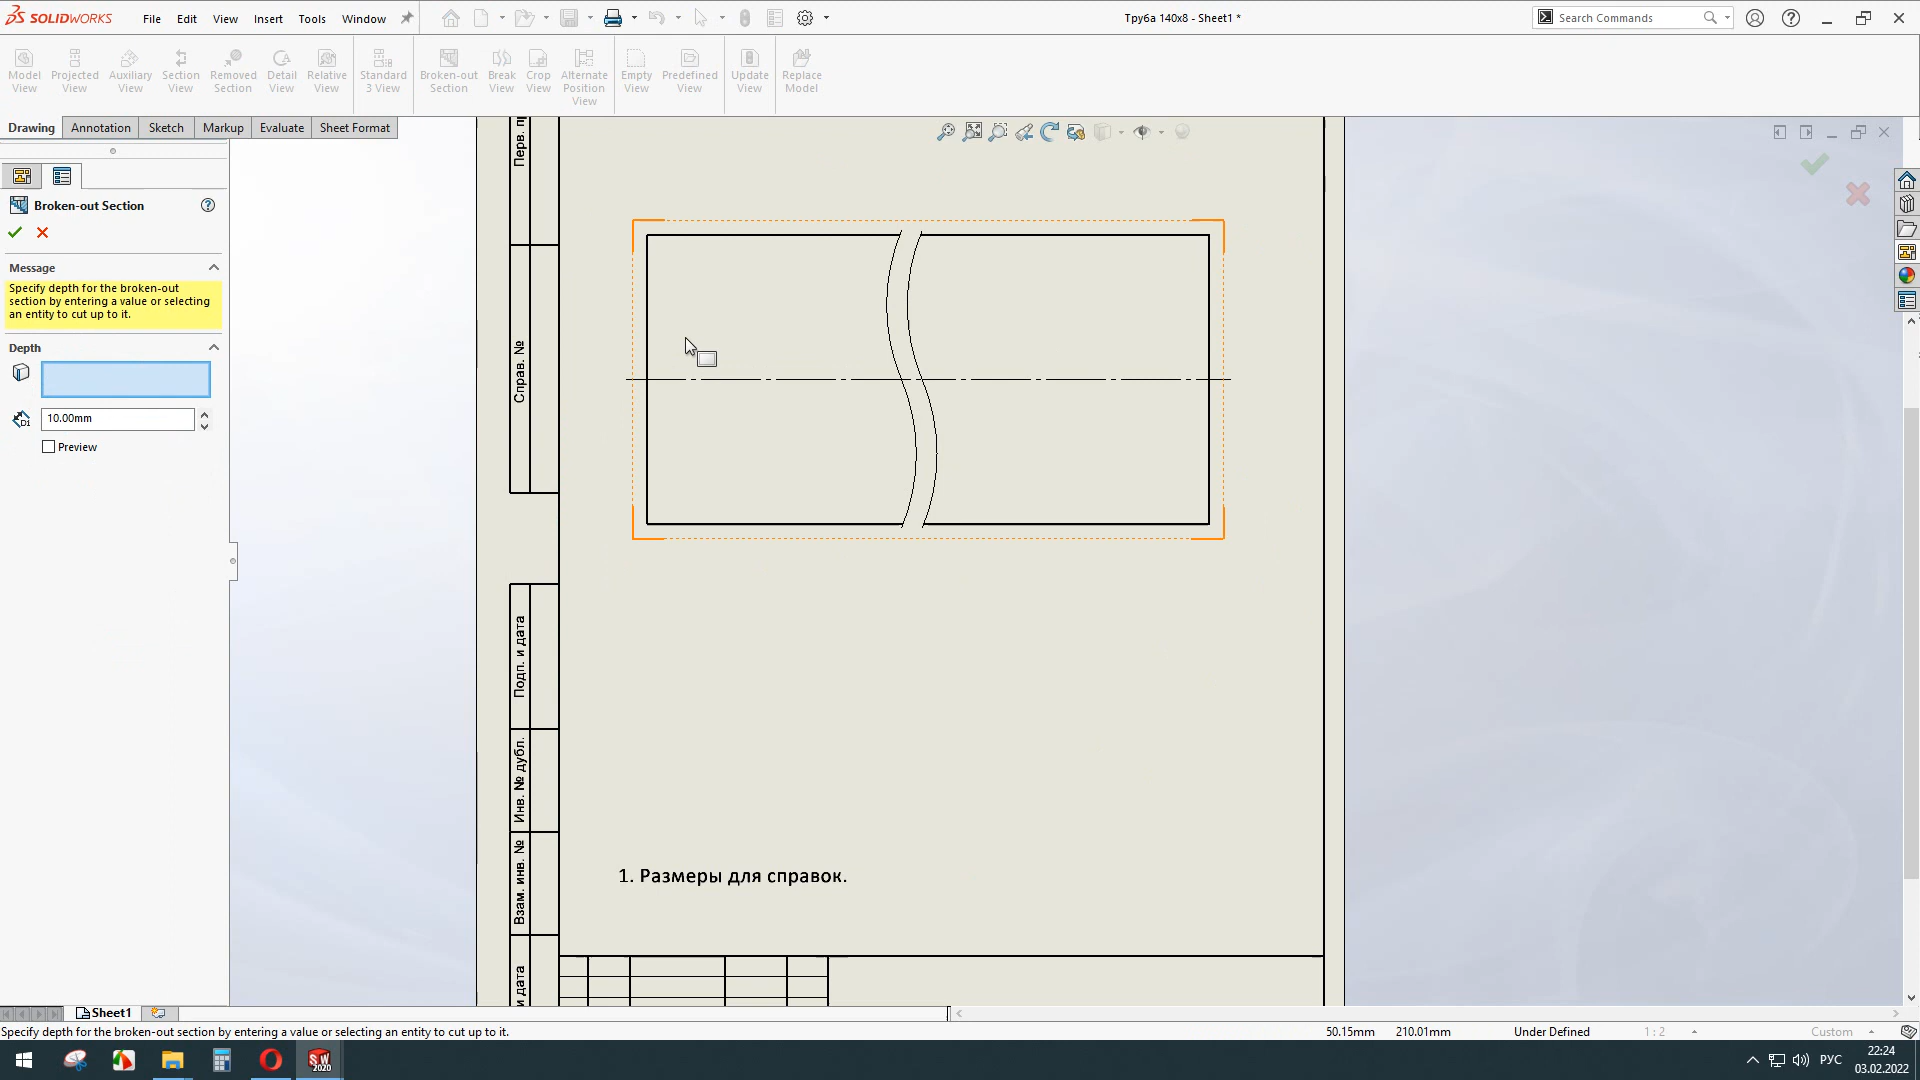 SOLIDWORKS
File Edit View Insert Tools Window
Труба 140x8 - Sheet1 *
Search Commands
Model View
Projected View
Auxiliary View
Section View
Removed Section
Detail View
Relative View
Standard 3 View
Broken-out Section
Break View
Crop View
Alternate Position View
Empty View
Predefined View
Update View
Replace Model
Drawing Annotation Sketch Markup Evaluate Sheet Format
Broken-out Section
Message
Specify depth for the broken-out
section by entering a value or selecting
an entity to cut up to it.
Depth
10.00mm
Preview
Справ. №
Подп. и дата
Инв. № дубл.
Взам. инв. №
и дата
1. Размеры для справок.
Sheet1
Specify depth for the broken-out section by entering a value or selecting an entity to cut up to it.
50.15mm 210.01mm Under Defined 1 : 2 Custom
SW 2020
РУС
22:24
03.02.2022